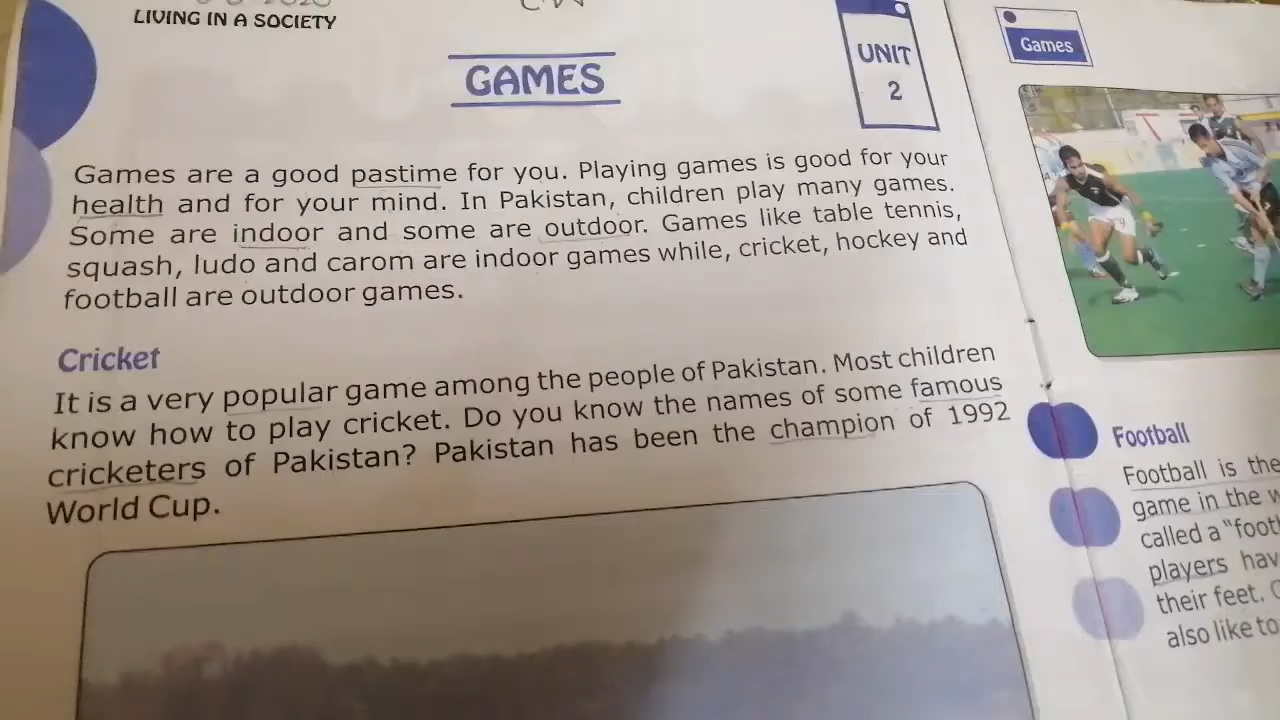 LIVING IN A SOCIETY
GAMES
UNIT
2
Games are a good pastime for you. Playing games is good for your
health and for your mind. In Pakistan, children play many games.
Some are indoor and some are outdoor. Games like table tennis,
squash, ludo and carom are indoor games while, cricket, hockey and
football are outdoor games.
Cricket
It is a very popular game among the people of Pakistan. Most children
know how to play cricket. Do you know the names of some famous
cricketers of Pakistan? Pakistan has been the champion of 1992
World Cup.
Games
Football
Football is the
game in the
called a "foot
players hav
their feet.
also like to